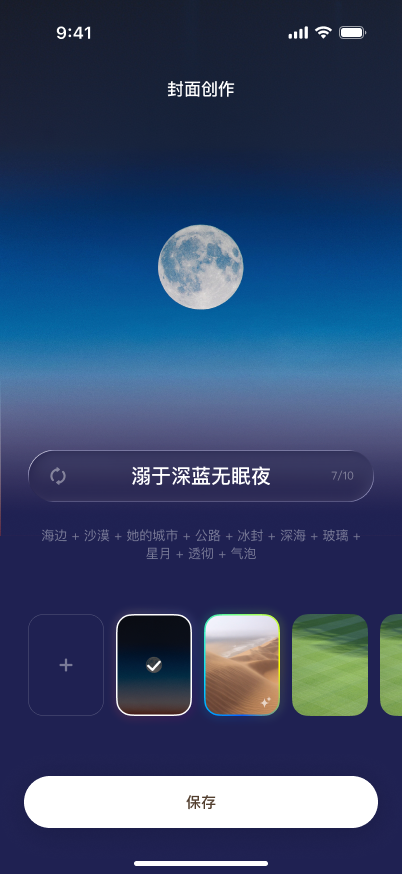 9:41
封面创作
溺于深蓝无眠夜
7/10
海边 + 沙漠 + 她的城市 + 公路 + 冰封 + 深海 + 玻璃 +
星月 + 透彻 + 气泡
保存